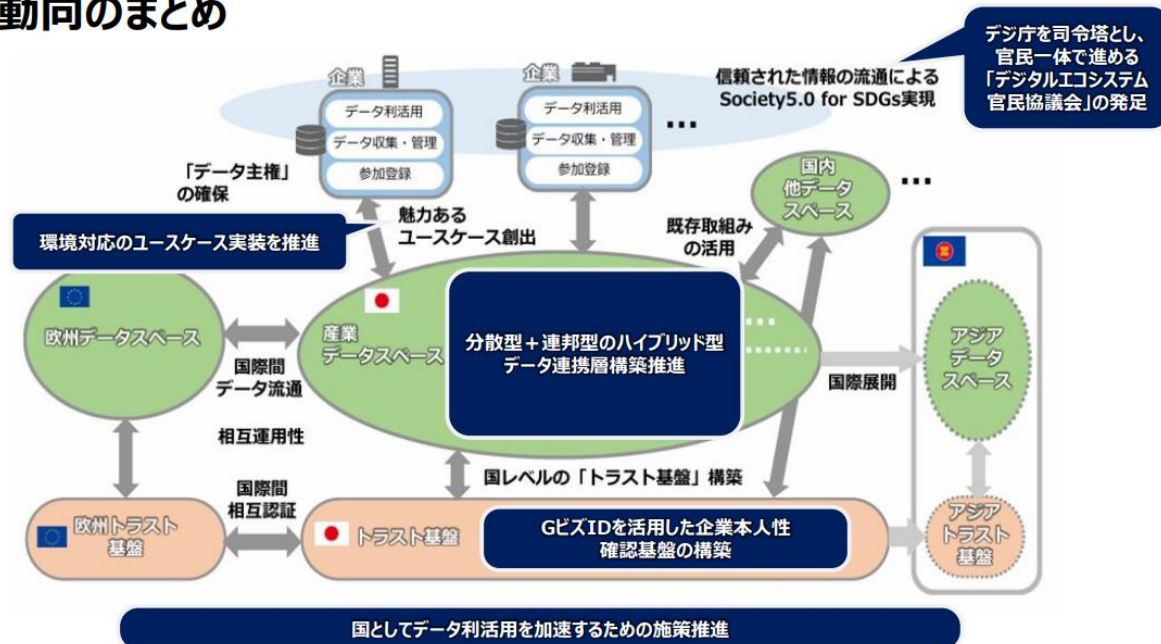 動向のまとめ
デジ庁を司令塔とし、
官民一体で進める
「デジタルエコシステム
官民協議会」の発足
企業
企業
信頼された情報の流通による
Society5.0 for SDGs実現
データ利活用
データ収集・管理
参加登録
データ利活用
データ収集・管理
参加登録
...
「データ主権」
の確保
国内
他データ
スペース
...
魅力ある
ユースケース創出
既存取組み
の活用
環境対応のユースケース実装を推進
欧州データスペース
国際間
データ流通
産業
データスペース
分散型+連邦型のハイブリッド型
データ連携層構築推進
国際展開
アジア
データ
スペース
相互運用性
国レベルの「トラスト基盤」構築
国際間
相互認証
欧州トラスト
基盤
トラスト基盤
GビズIDを活用した企業本人性
確認基盤の構築
アジア
トラスト
基盤
国としてデータ利活用を加速するための施策推進